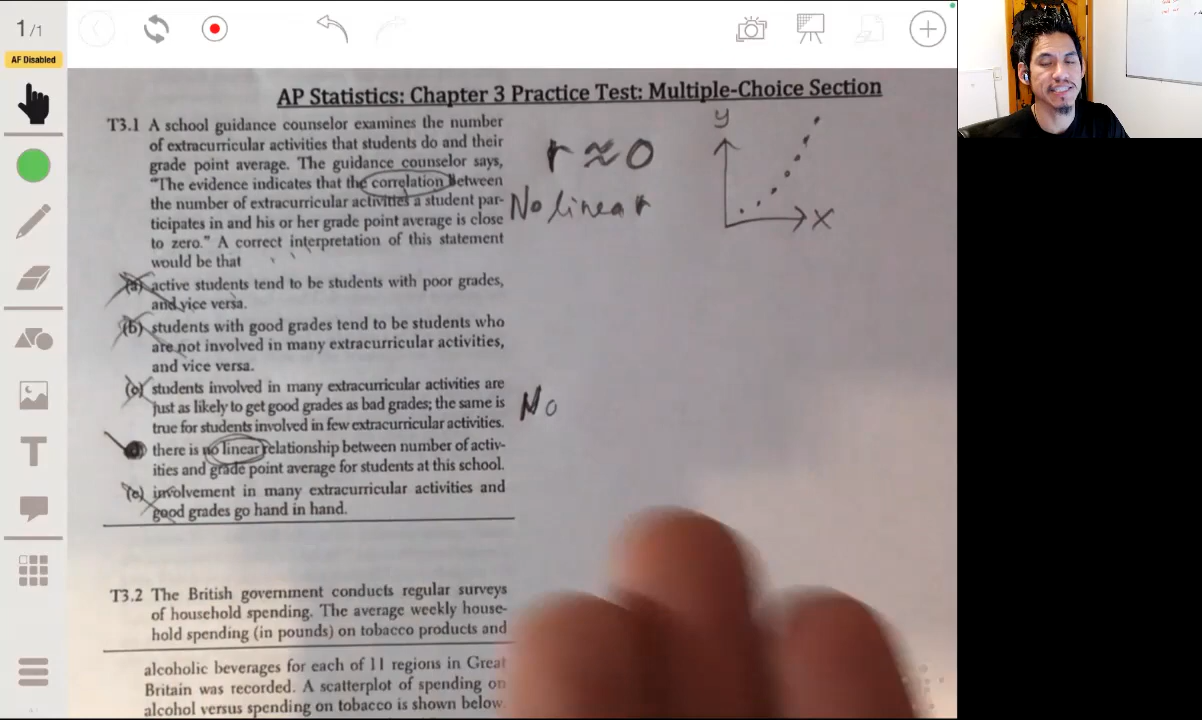 1/1
AF Disabled
AP Statistics: Chapter 3 Practice Test: Multiple-Choice Section
T3.1 A school guidance counselor examines the number
of extracurricular activities that students do and their
grade point average. The guidance counselor says,
"The evidence indicates that the correlation between
the number of extracurricular activities a student par-
ticipates in and his or her grade point average is close
to zero." A correct interpretation of this statement
would be that
(a) active students tend to be students with poor grades,
and vice versa.
(b) students with good grades tend to be students who
are not involved in many extracurricular activities,
and vice versa.
(c) students involved in many extracurricular activities are
just as likely to get good grades as bad grades; the same is
true for students involved in few extracurricular activities.
(d) there is no linear relationship between number of activ-
ities and grade point average for students at this school.
(e) involvement in many extracurricular activities and
good grades go hand in hand.
r ≈ 0
No linear
y
x
No
T3.2 The British government conducts regular surveys
of household spending. The average weekly house-
hold spending (in pounds) on tobacco products and
alcoholic beverages for each of 11 regions in Great
Britain was recorded. A scatterplot of spending on
alcohol versus spending on tobacco is shown below.
T